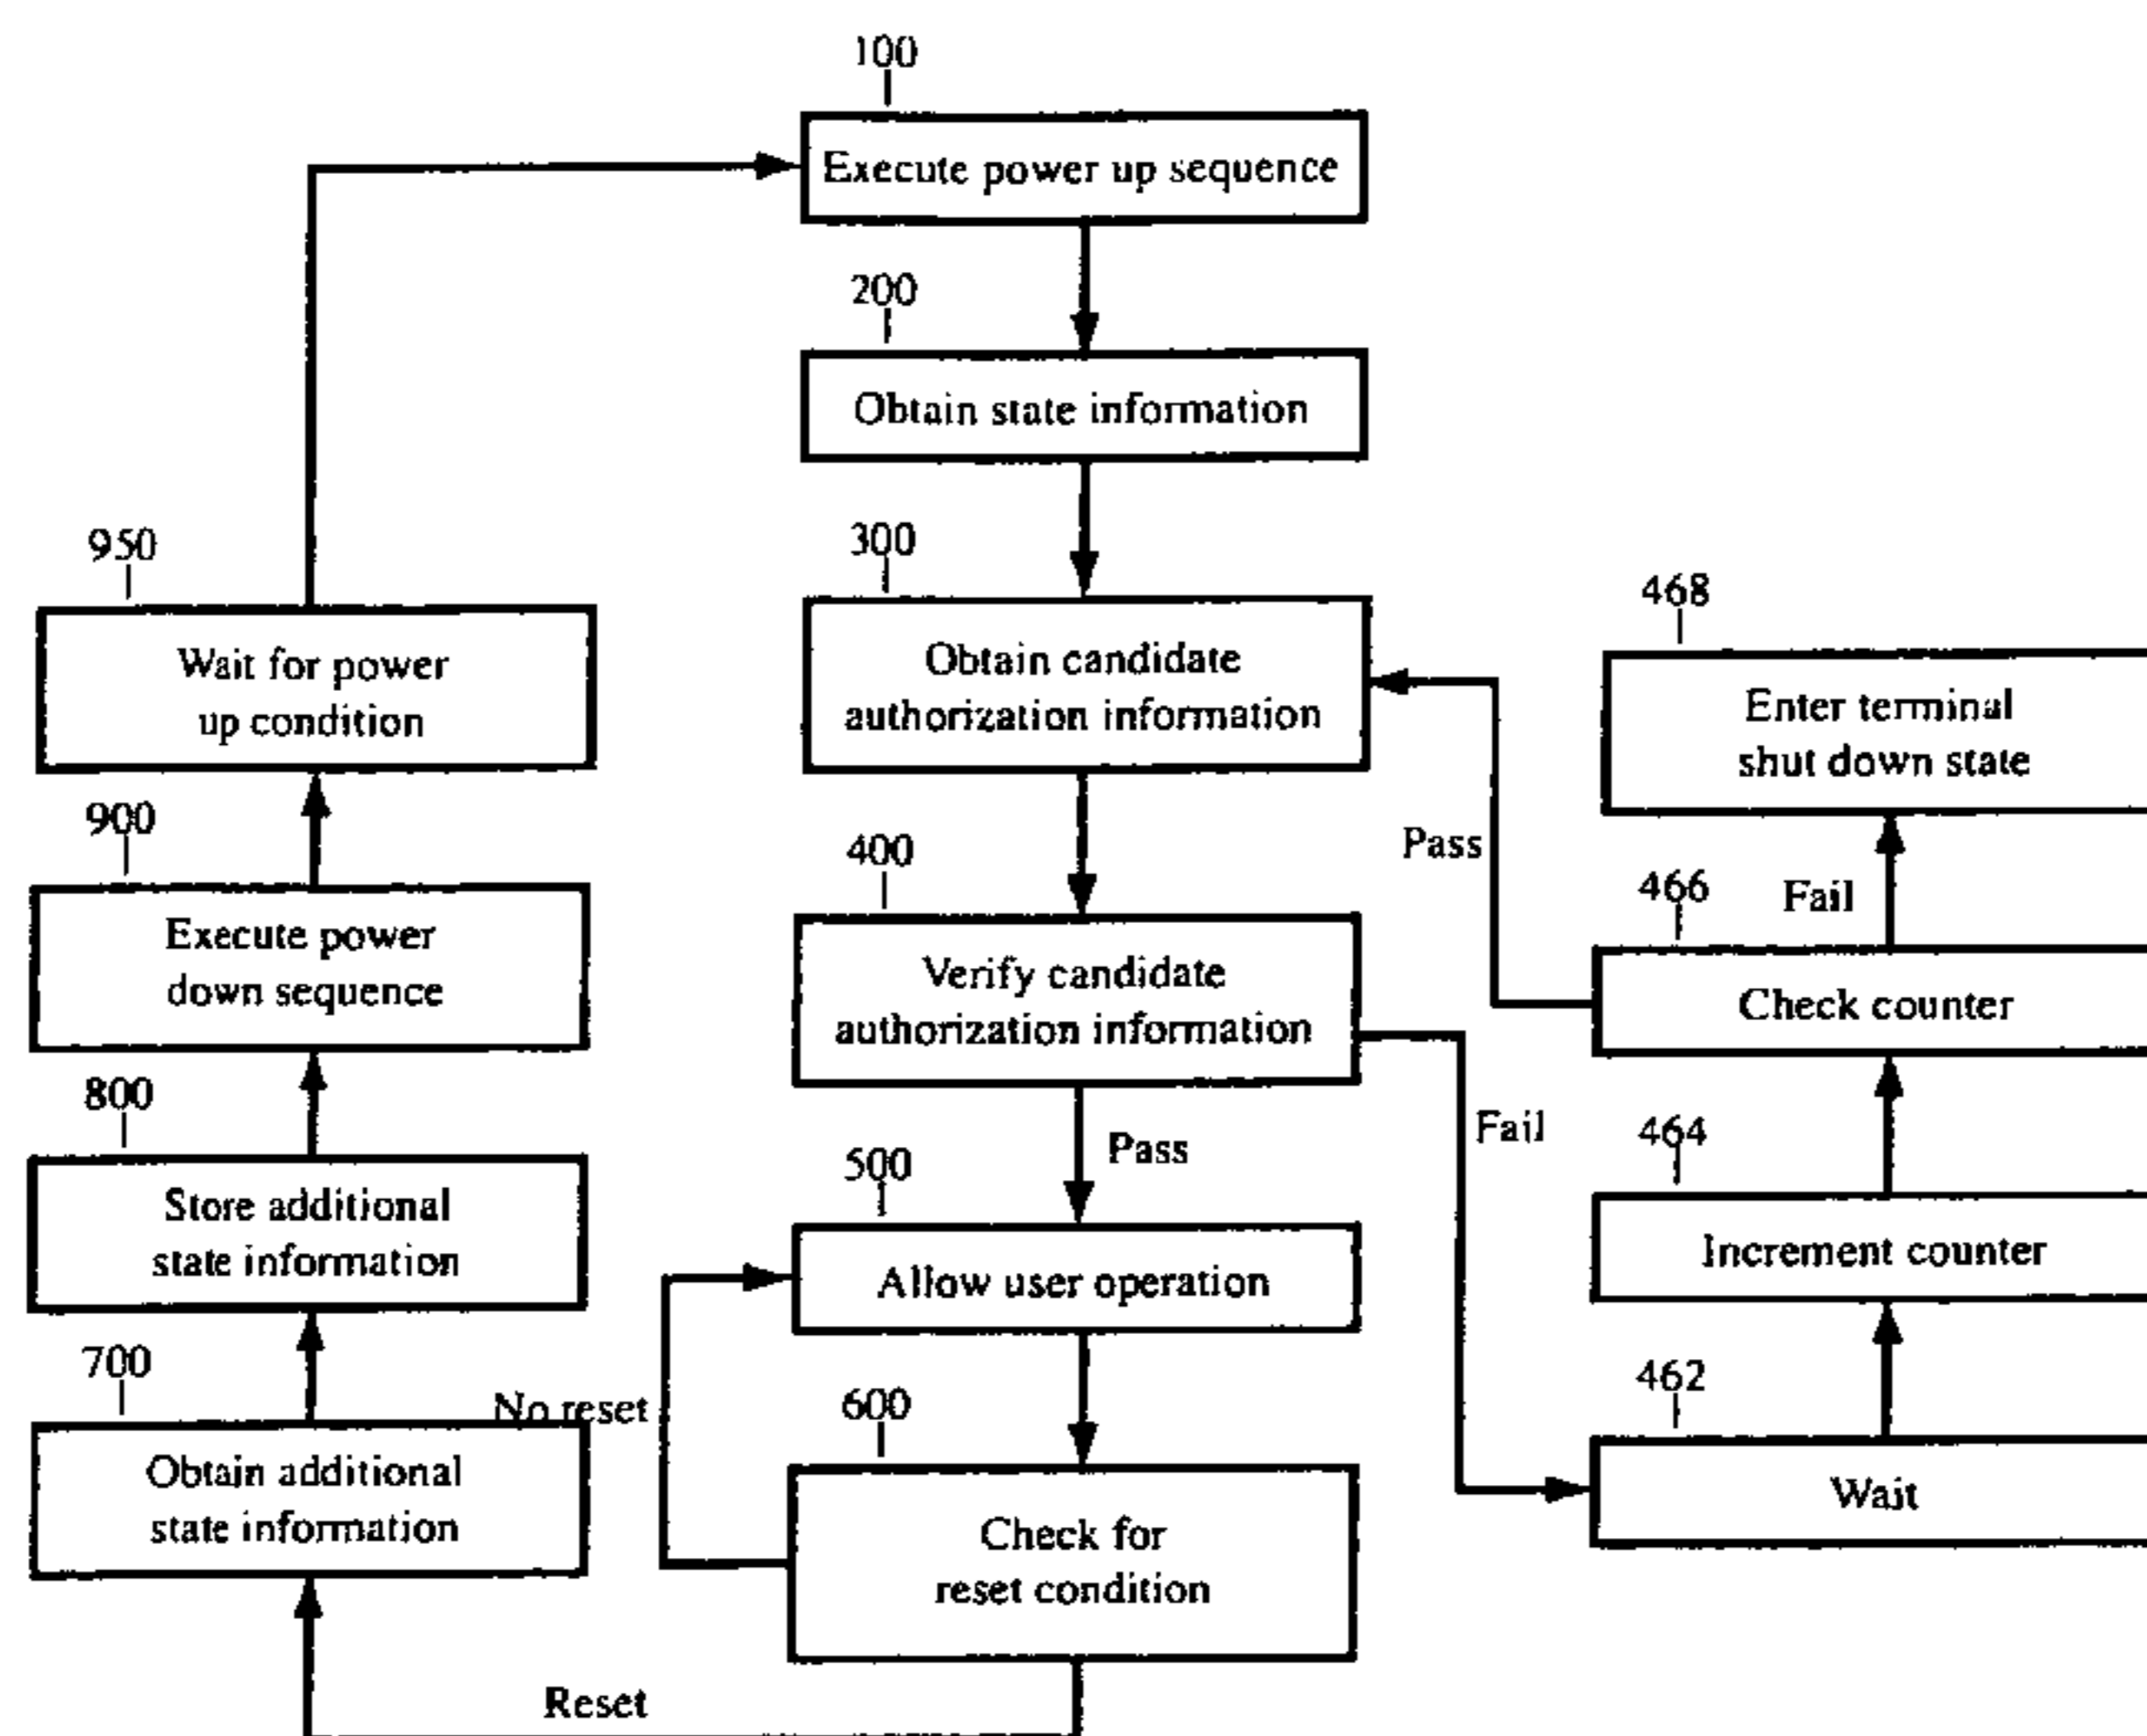 100
Execute power up sequence
200
Obtain state information
300
Obtain candidate
authorization information
400
Verify candidate
authorization information
Pass
Fail
500
Allow user operation
600
Check for
reset condition
No reset
Reset
700
Obtain additional
state information
800
Store additional
state information
900
Execute power
down sequence
950
Wait for power
up condition
462
Wait
464
Increment counter
466
Check counter
Pass
Fail
468
Enter terminal
shut down state